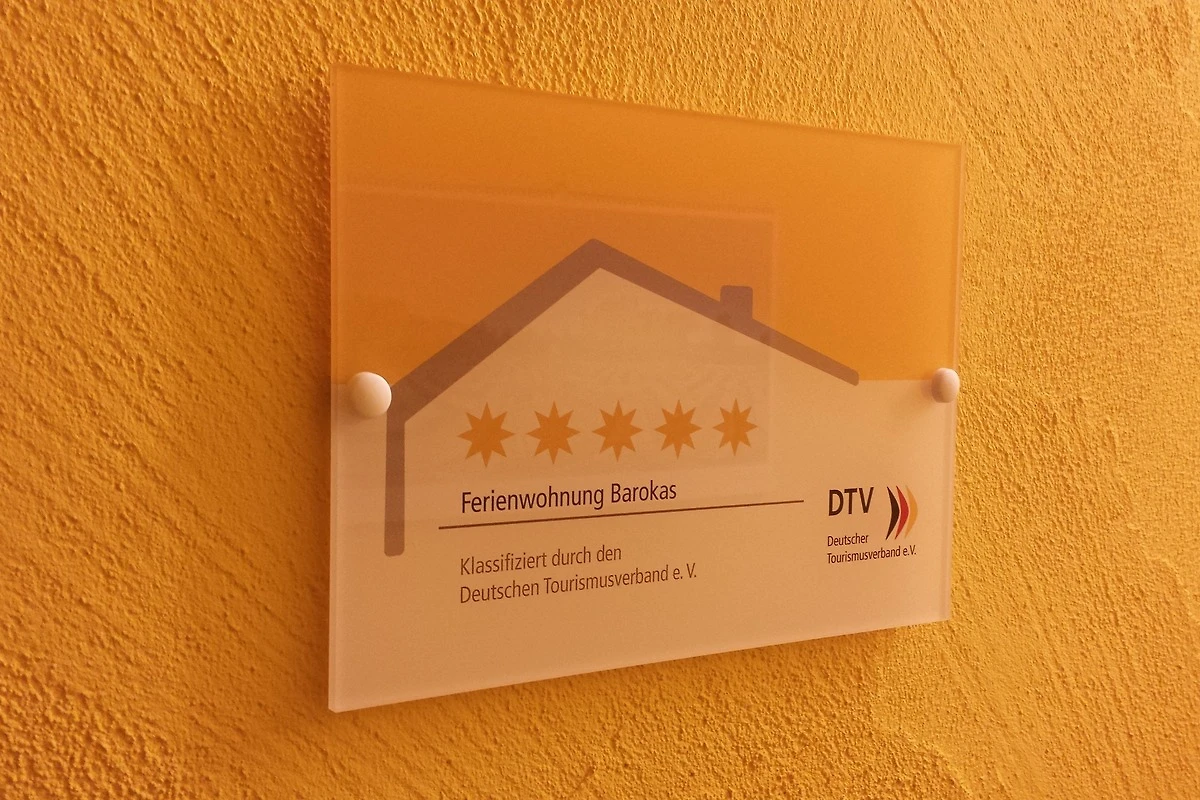 Ferienwohnung Barokas
Klassifiziert durch den
Deutschen Tourismusverband e. V.
DTV
Deutscher
Tourismusverband e.V.